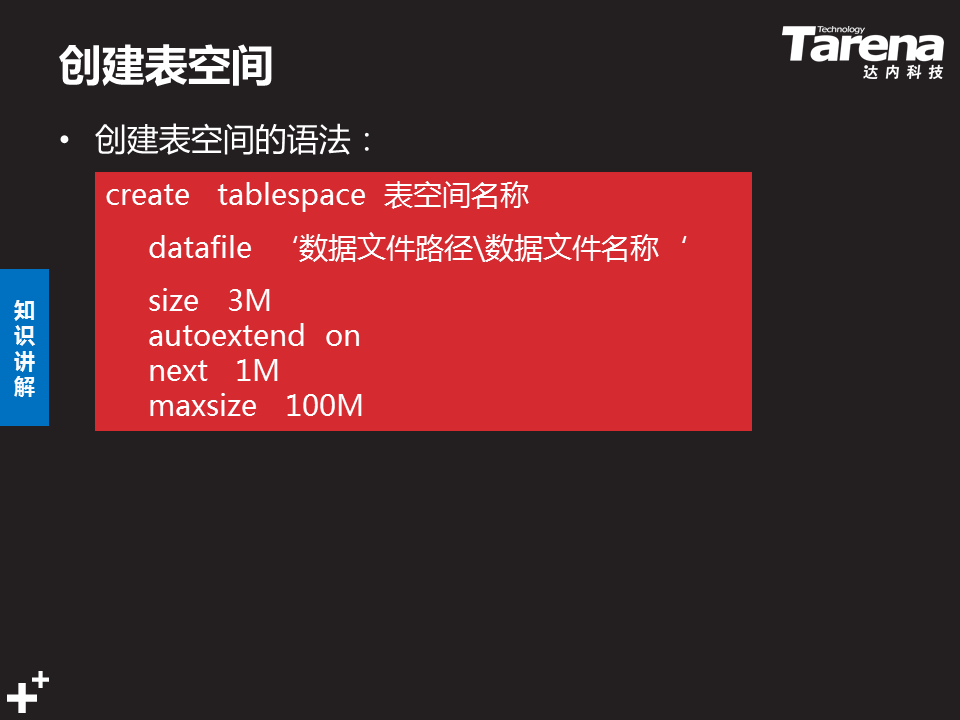 创建表空间
Technology
Tarena
达内科技
• 创建表空间的语法：
create tablespace 表空间名称
datafile ‘数据文件路径\数据文件名称‘
size 3M
autoextend on
next 1M
maxsize 100M
知识讲解